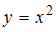 y = x²